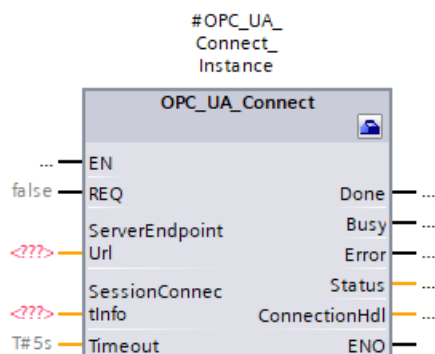 #OPC_UA_
Connect_
Instance
OPC_UA_Connect
... EN
false REQ Done ...
ServerEndpoint Busy ...
<???> Url Error ...
SessionConnec Status ...
<???> tInfo ConnectionHdl ...
T#5s Timeout ENO